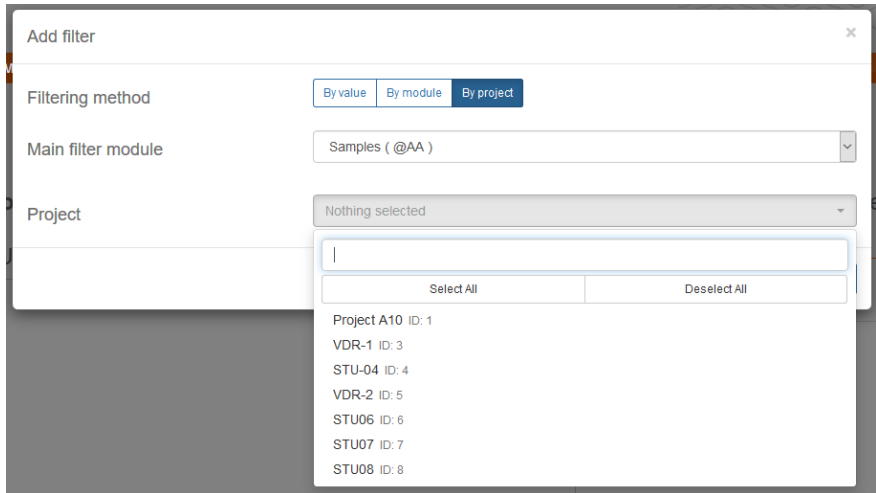 Add filter ×
Filtering method
By value By module By project
Main filter module
Samples ( @AA )
Project
Nothing selected
Select All Deselect All
Project A10 ID: 1
VDR-1 ID: 3
STU-04 ID: 4
VDR-2 ID: 5
STU06 ID: 6
STU07 ID: 7
STU08 ID: 8